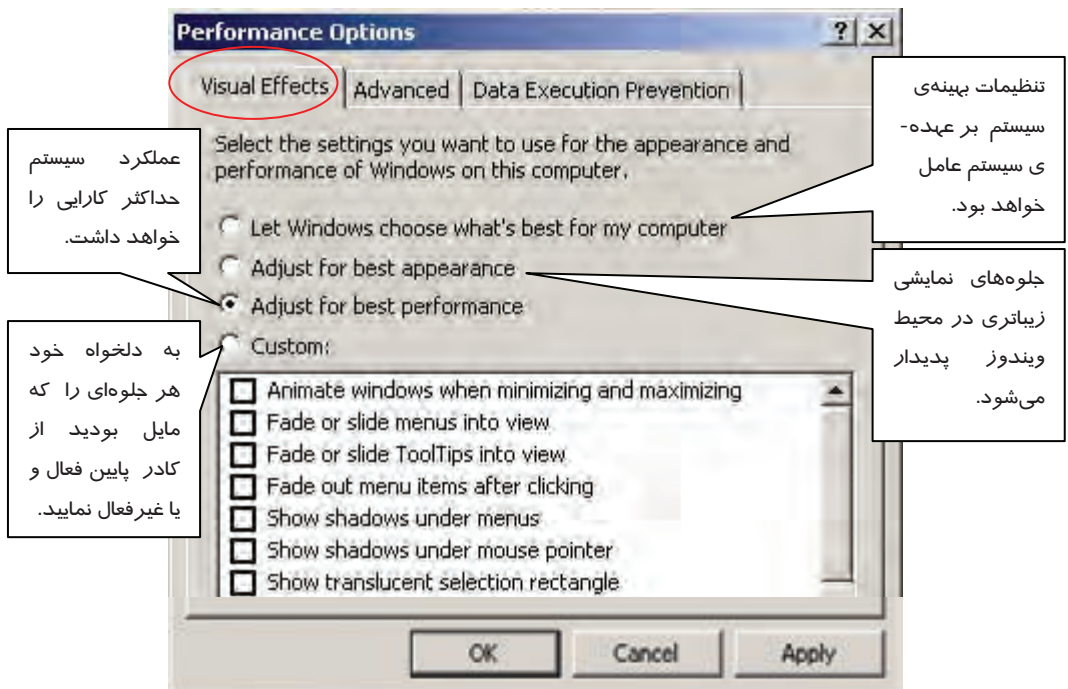 Performance Options
Visual Effects
Advanced
Data Execution Prevention
Select the settings you want to use for the appearance and
performance of Windows on this computer.
Let Windows choose what's best for my computer
Adjust for best appearance
Adjust for best performance
Custom:
Animate windows when minimizing and maximizing
Fade or slide menus into view
Fade or slide ToolTips into view
Fade out menu items after clicking
Show shadows under menus
Show shadows under mouse pointer
Show translucent selection rectangle
OK
Cancel
Apply
تنظیمات بهینه‌ی
سیستم بر عهده-
ی سیستم عامل
خواهد بود.
جلوه‌های نمایشی
زیباتری در محیط
ویندوز پدیدار
می‌شود.
عملکرد سیستم
حداکثر کارایی را
خواهد داشت.
به دلخواه خود
هر جلوه‌ای را که
مایل بودید از
کادر پایین فعال و
یا غیرفعال نمایید.